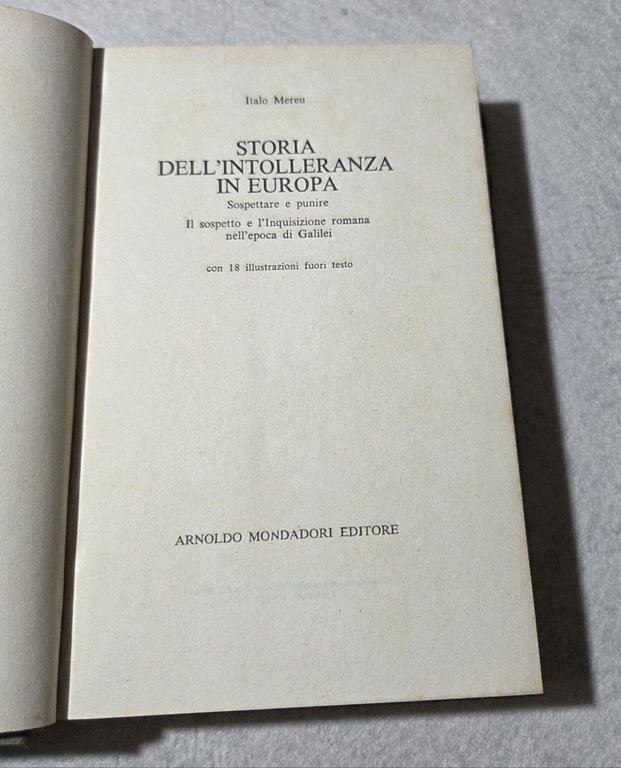 Italo Mereu
STORIA
DELL'INTOLLERANZA
IN EUROPA
Sospettare e punire
Il sospetto e l'Inquisizione romana
nell'epoca di Galilei
con 18 illustrazioni fuori testo
ARNOLDO MONDADORI EDITORE